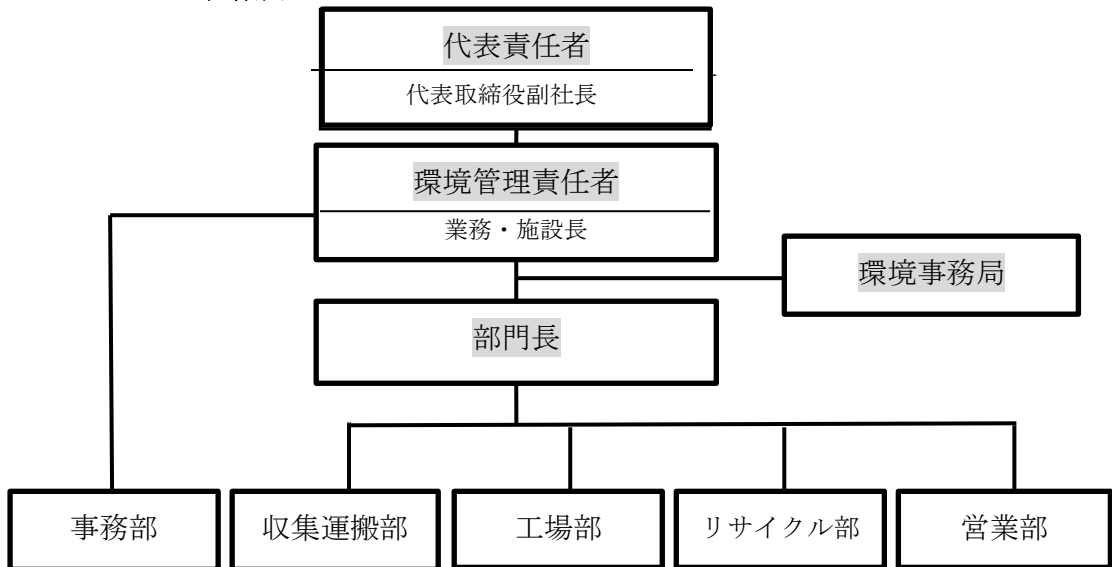 代表責任者
代表取締役副社長
環境管理責任者
業務・施設長
環境事務局
部門長
事務部
収集運搬部
工場部
リサイクル部
営業部